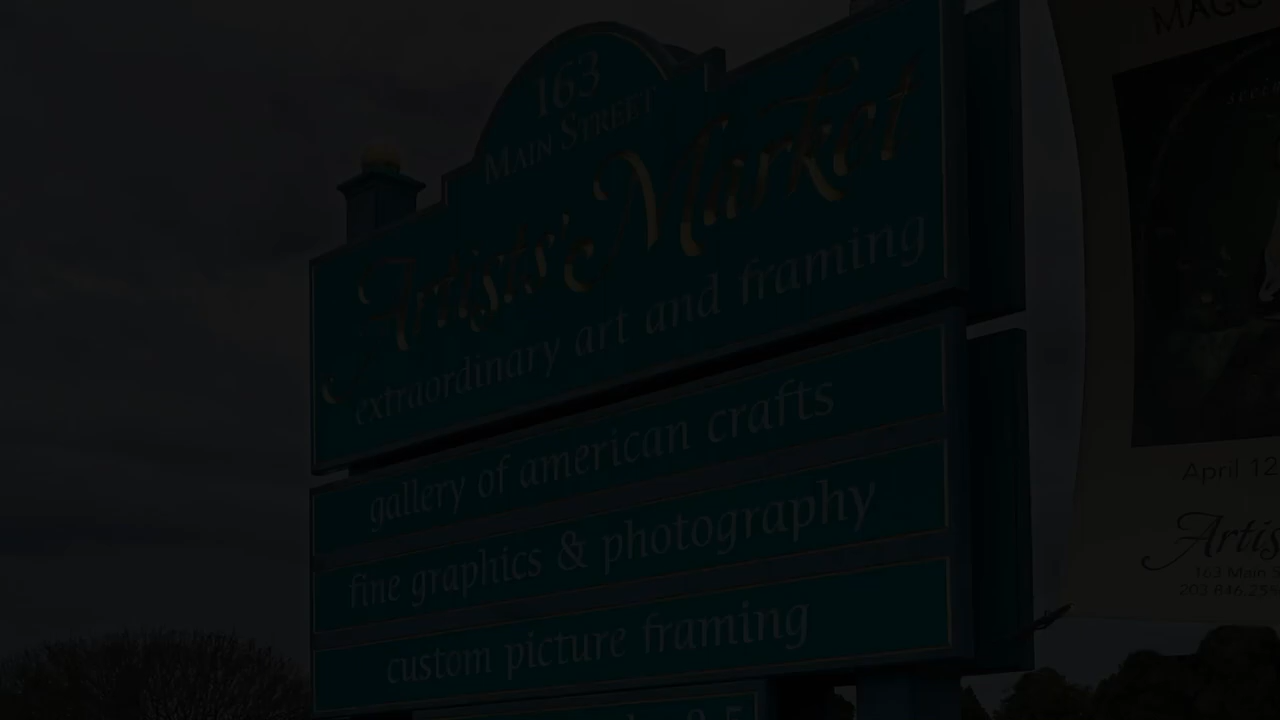 163
Main Street
Artists' Market
extraordinary art and framing
gallery of american crafts
fine graphics & photography
custom picture framing
April 12
163 Main